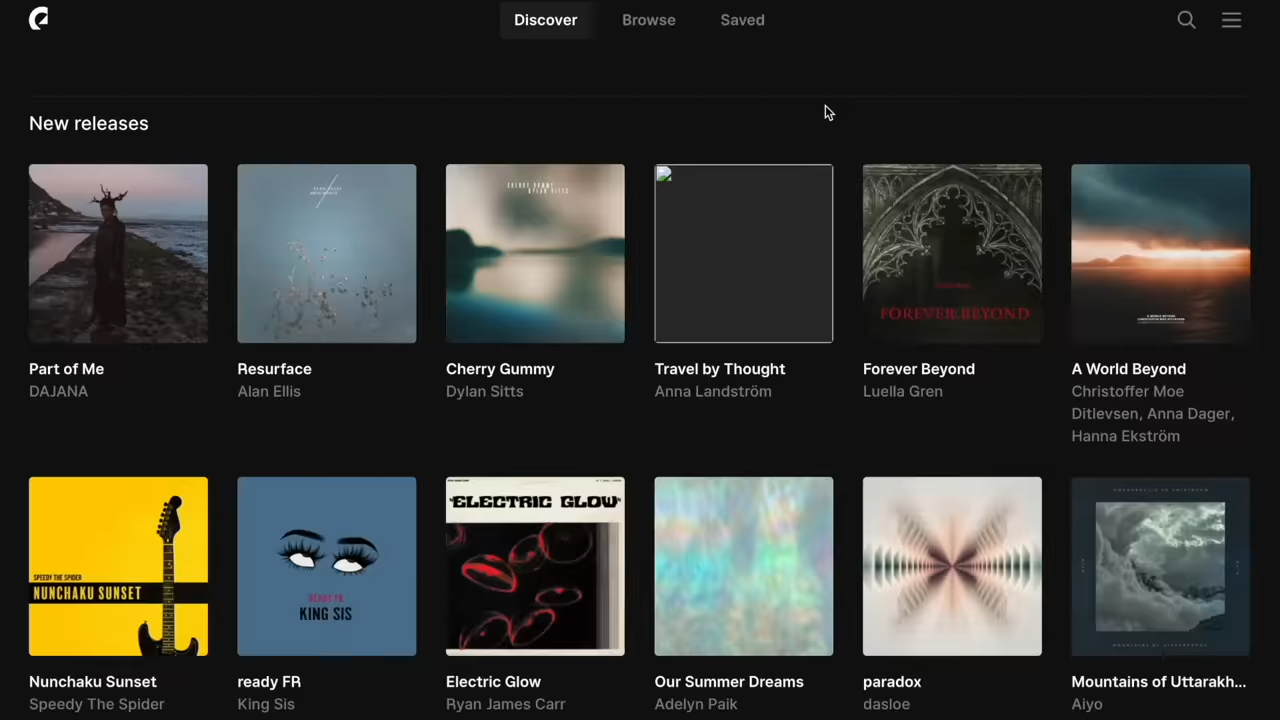 Discover Browse Saved
New releases
FOREVER BEYOND
Part of Me
DAJANA
Resurface
Alan Ellis
Cherry Gummy
Dylan Sitts
Travel by Thought
Anna Landström
Forever Beyond
Luella Gren
A World Beyond
Christoffer Moe
Ditlevsen, Anna Dager,
Hanna Ekström
SPEEDY THE SPIDER
NUNCHAKU SUNSET
READY FR
KING SIS
"ELECTRIC GLOW"
Nunchaku Sunset
Speedy The Spider
ready FR
King Sis
Electric Glow
Ryan James Carr
Our Summer Dreams
Adelyn Paik
paradox
dasloe
Mountains of Uttarakh...
Aiyo